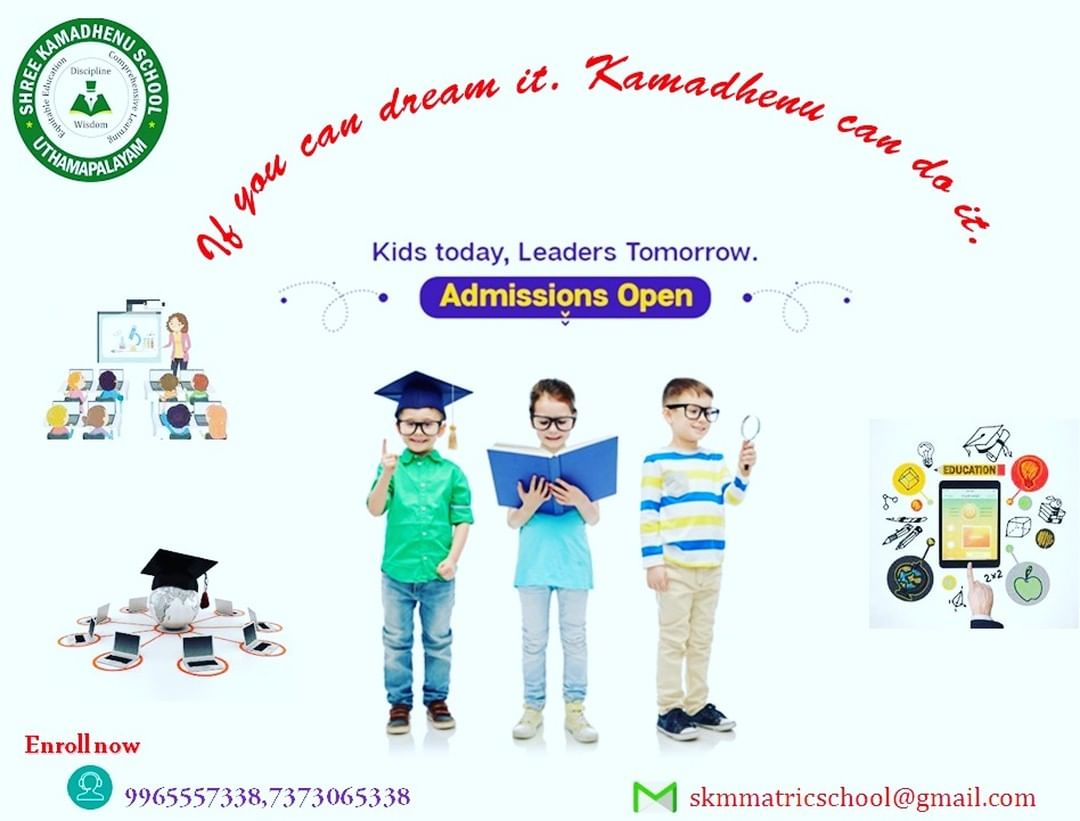 SHREE KAMADHENU SCHOOL
Equitable Education
Discipline
Comprehensive Learning
Wisdom
UTHAMAPALAYAM
If you can dream it. Kamadhenu can do it.
Kids today, Leaders Tomorrow.
Admissions Open
EDUCATION
2x2
Enroll now
9965557338,7373065338
skmmatricschool@gmail.com